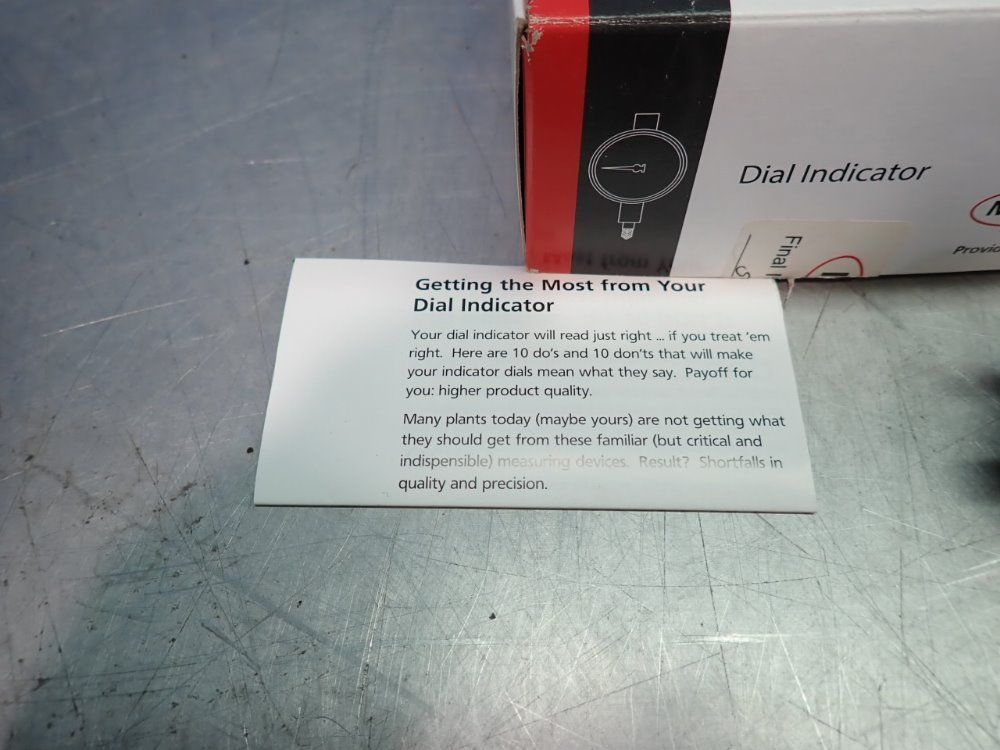 Dial Indicator
Final
Getting the Most from Your
Dial Indicator
Your dial indicator will read just right ... if you treat 'em
right. Here are 10 do's and 10 don'ts that will make
your indicator dials mean what they say. Payoff for
you: higher product quality.
Many plants today (maybe yours) are not getting what
they should get from these familiar (but critical and
indispensible) measuring devices. Result? Shortfalls in
quality and precision.